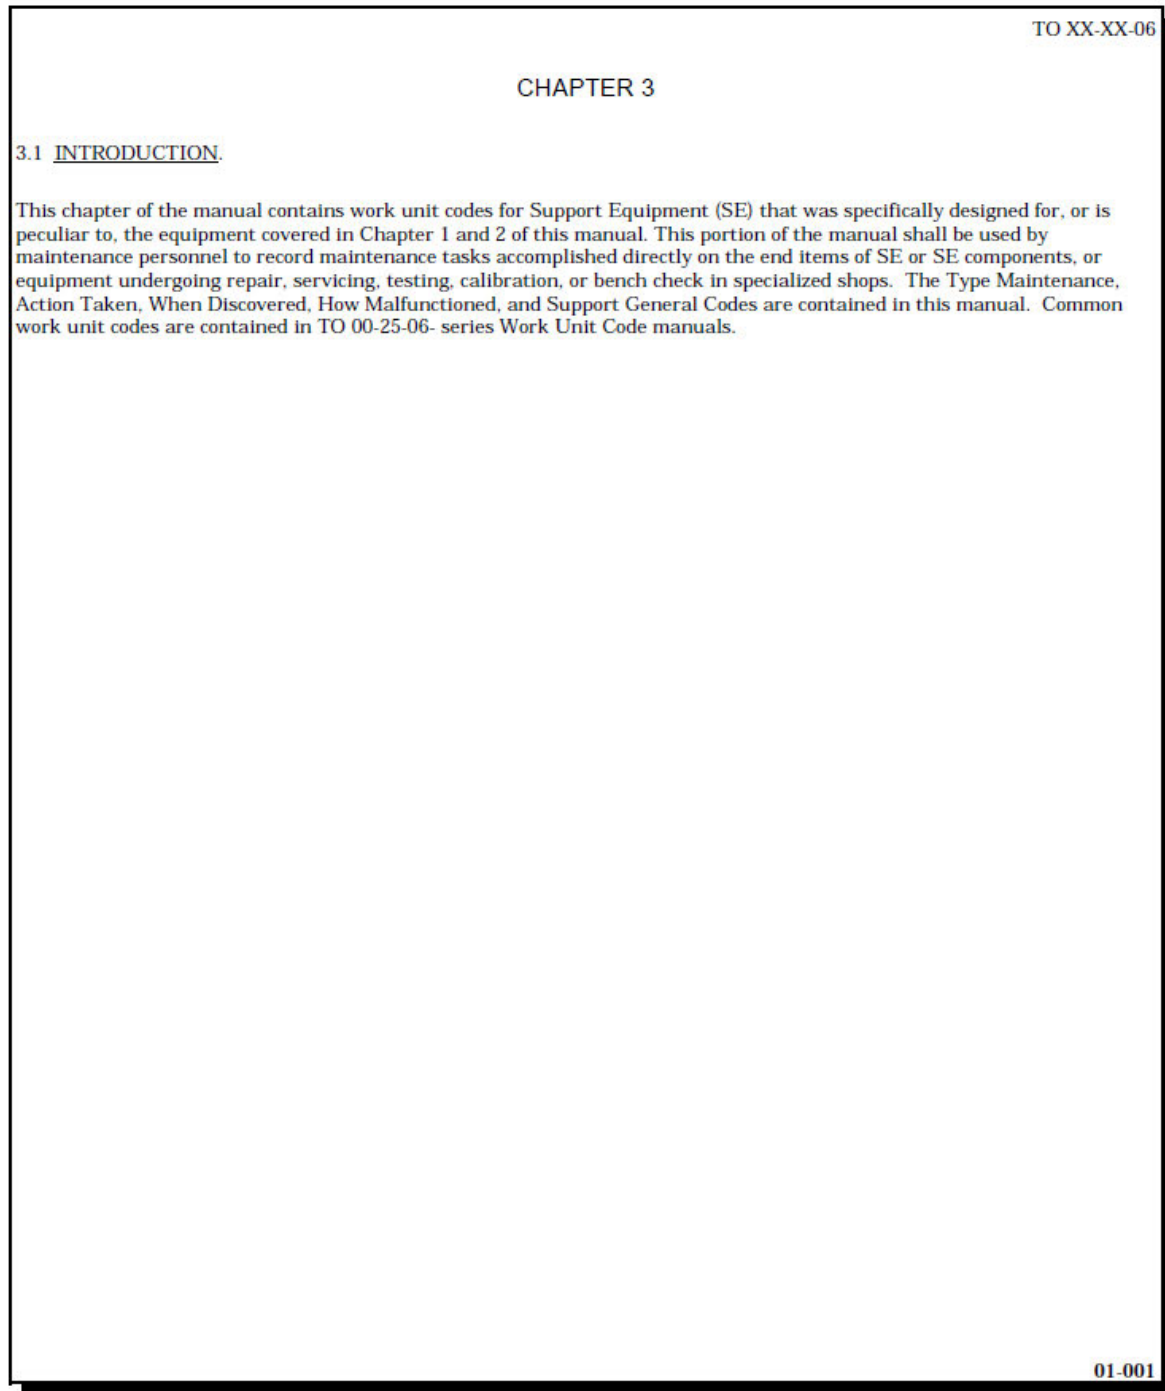 TO XX-XX-06
CHAPTER 3
3.1 INTRODUCTION.
This chapter of the manual contains work unit codes for Support Equipment (SE) that was specifically designed for, or is
peculiar to, the equipment covered in Chapter 1 and 2 of this manual. This portion of the manual shall be used by
maintenance personnel to record maintenance tasks accomplished directly on the end items of SE or SE components, or
equipment undergoing repair, servicing, testing, calibration, or bench check in specialized shops.  The Type Maintenance,
Action Taken, When Discovered, How Malfunctioned, and Support General Codes are contained in this manual.  Common
work unit codes are contained in TO 00-25-06- series Work Unit Code manuals.
01-001